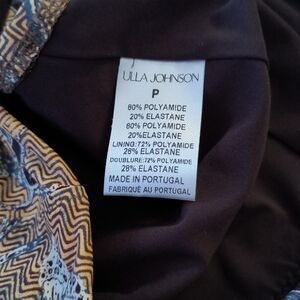 ULLA JOHNSON
P
80% POLYAMIDE
20% ELASTANE
80% POLYAMIDE
20%ELASTANE
LINING:72% POLYAMIDE
28% ELASTANE
DOUBLURE:72% POLYAMIDE
28% ELASTANE
MADE IN PORTUGAL
FABRIQUÉ AU PORTUGAL